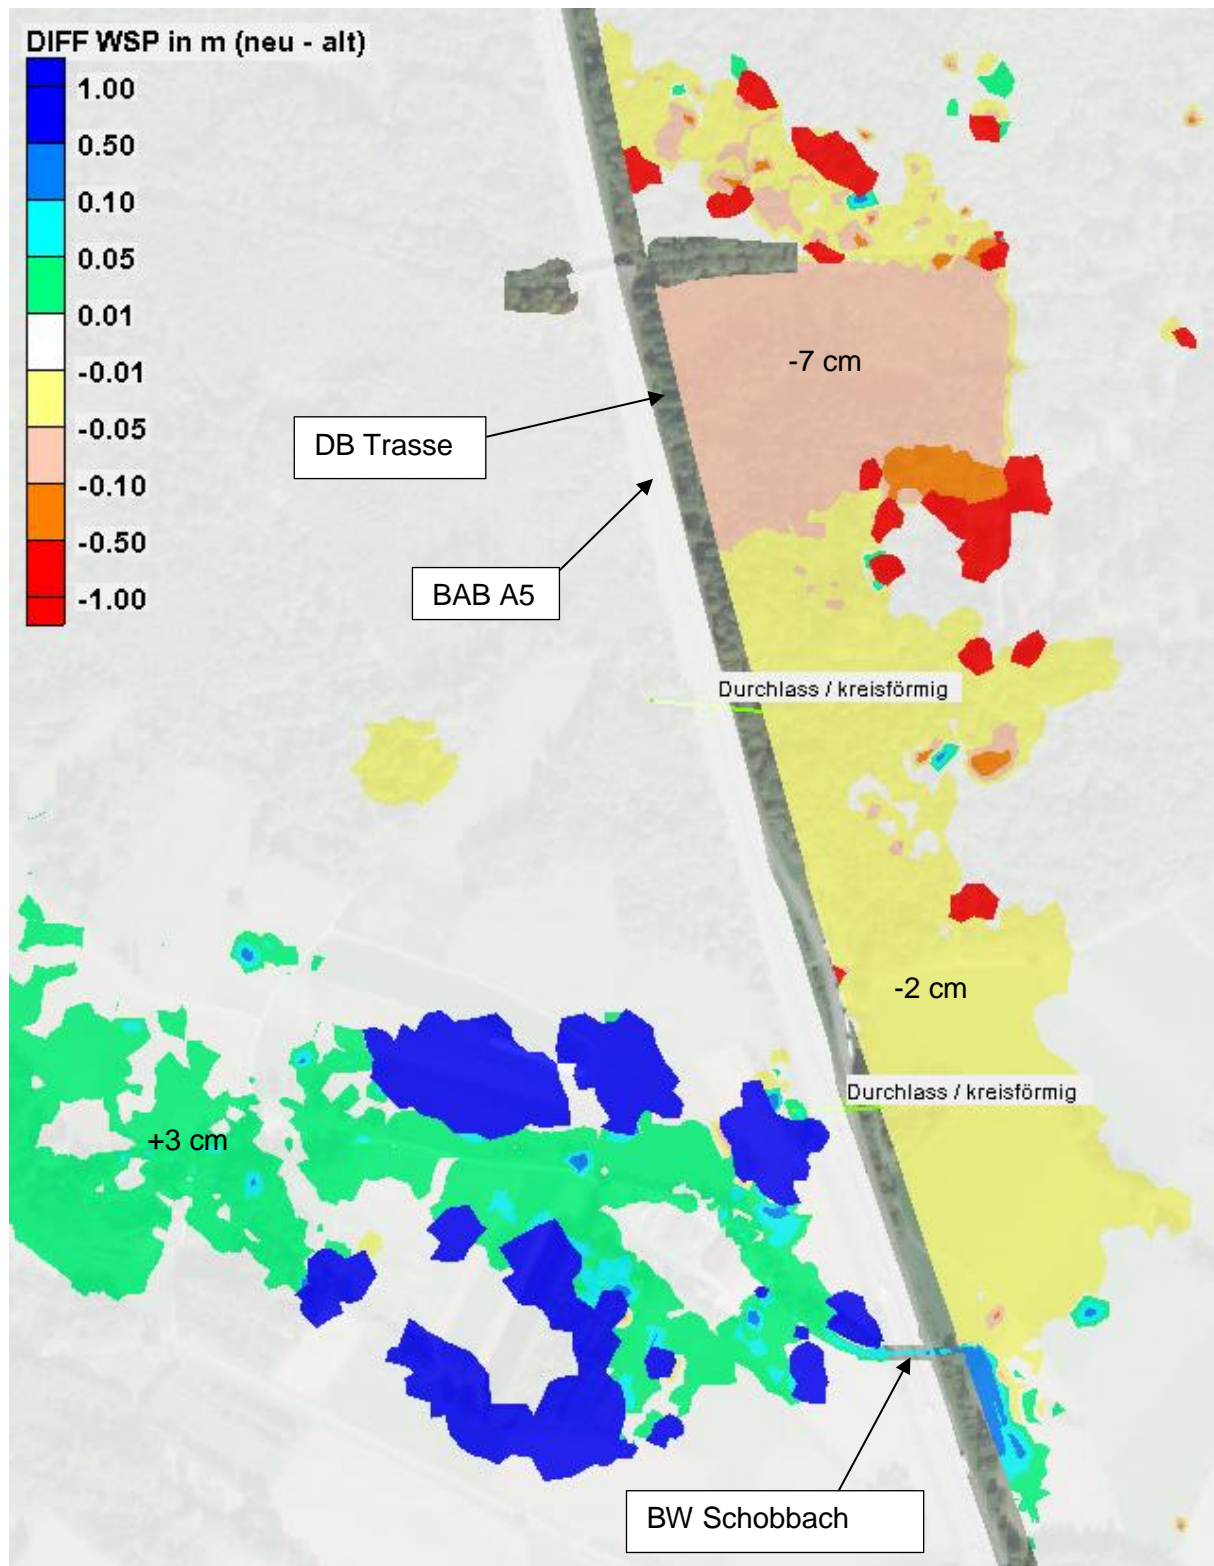 DIFF WSP in m (neu - alt)
1.00
0.50
0.10
0.05
0.01
-0.01
-0.05
-0.10
-0.50
-1.00
-7 cm
DB Trasse
BAB A5
Durchlass / kreisförmig
-2 cm
Durchlass / kreisförmig
+3 cm
BW Schobbach